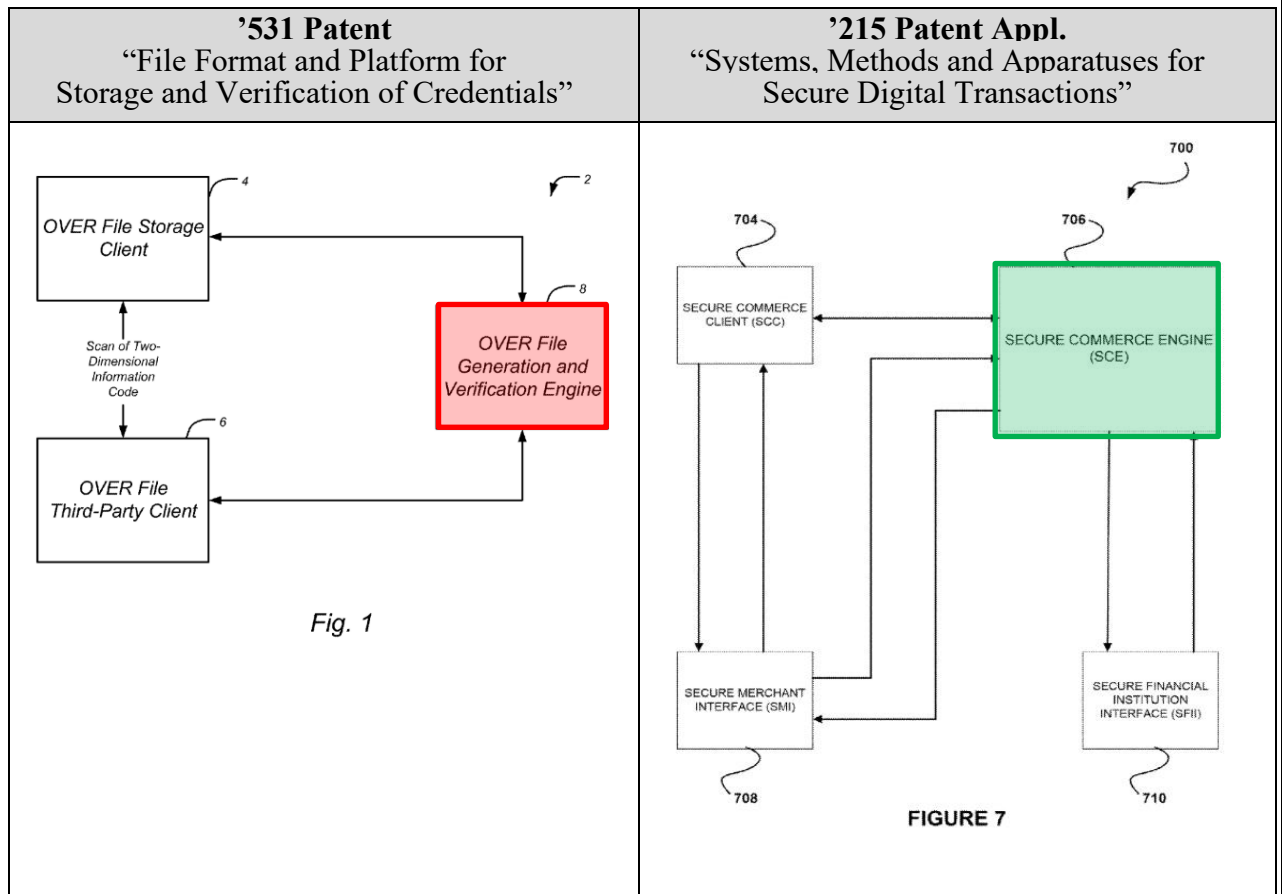 ’531 Patent
“File Format and Platform for
Storage and Verification of Credentials”
’215 Patent Appl.
“Systems, Methods and Apparatuses for
Secure Digital Transactions”
4
2
OVER File Storage
Client
8
Scan of Two-
Dimensional
Information
Code
OVER File
Generation and
Verification Engine
6
OVER File
Third-Party Client
Fig. 1
700
704
706
SECURE COMMERCE
CLIENT (SCC)
SECURE COMMERCE ENGINE
(SCE)
SECURE MERCHANT
INTERFACE (SMI)
SECURE FINANCIAL
INSTITUTION
INTERFACE (SFII)
708
710
FIGURE 7